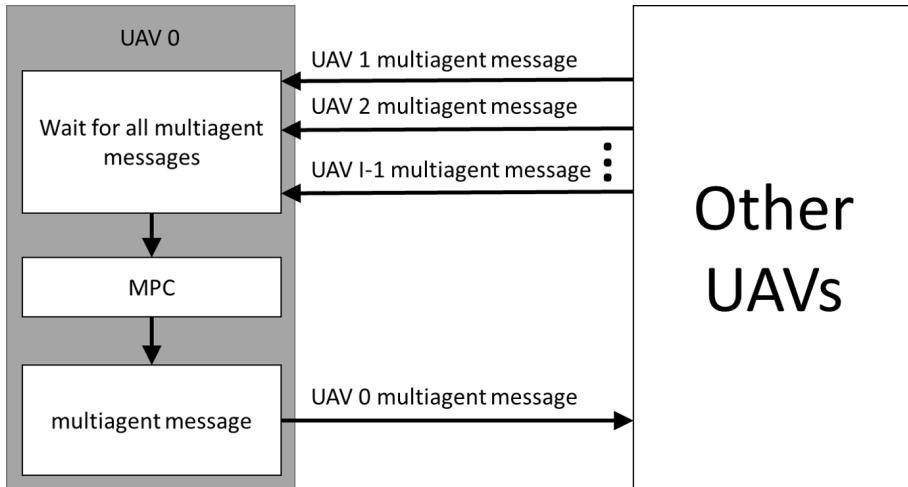 UAV 0
Wait for all multiagent
messages
MPC
multiagent message
UAV 1 multiagent message
UAV 2 multiagent message
UAV I-1 multiagent message
UAV 0 multiagent message
Other
UAVs